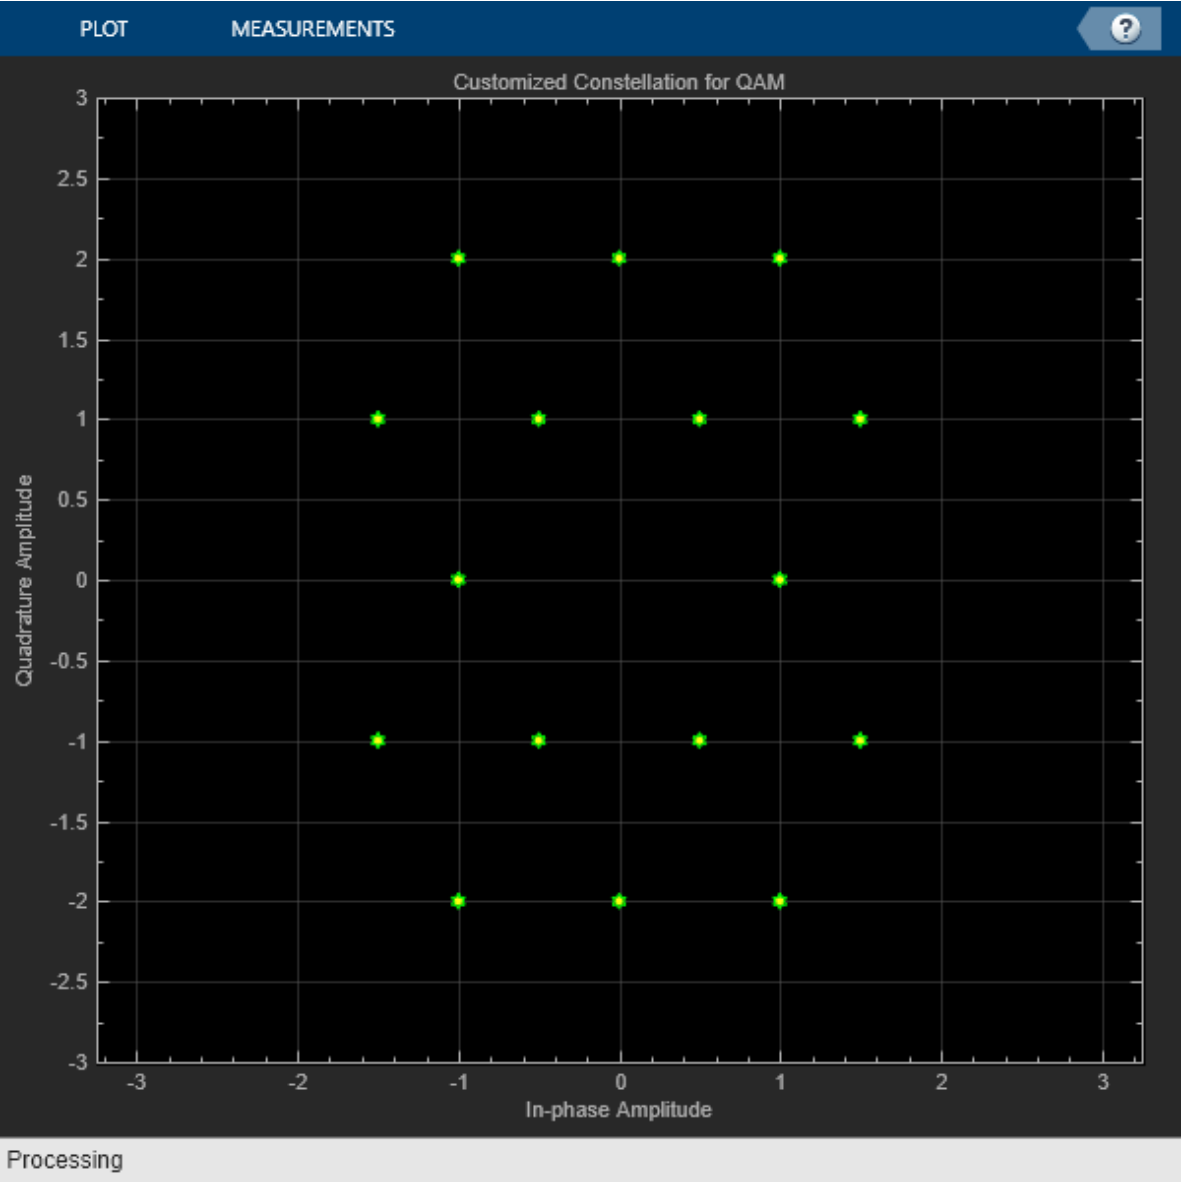 PLOT MEASUREMENTS ?
Customized Constellation for QAM
3
2.5
2
1.5
1
0.5
0
-0.5
-1
-1.5
-2
-2.5
-3
Quadrature Amplitude
-3 -2 -1 0 1 2 3
In-phase Amplitude
Processing